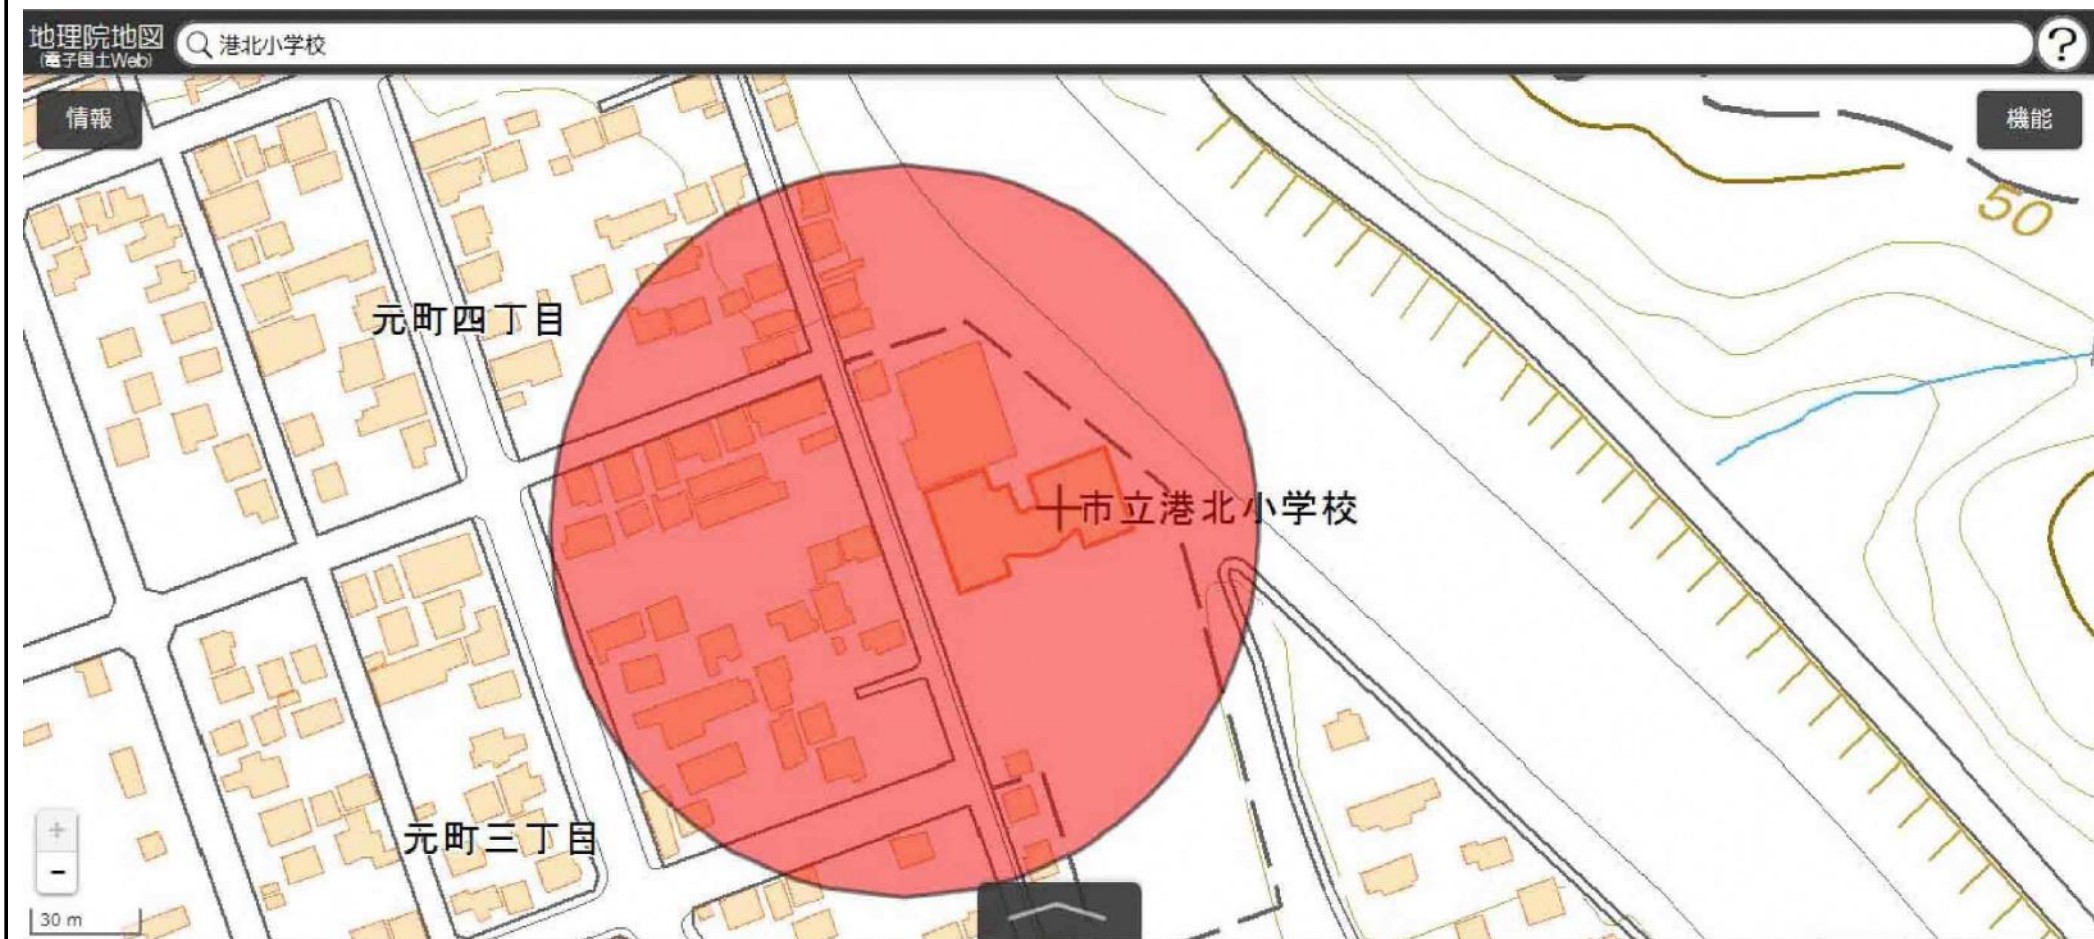 地理院地図
(電子国土Web)
港北小学校
?
情報
機能
50
元町四丁目
市立港北小学校
元町三丁目
+
-
30 m